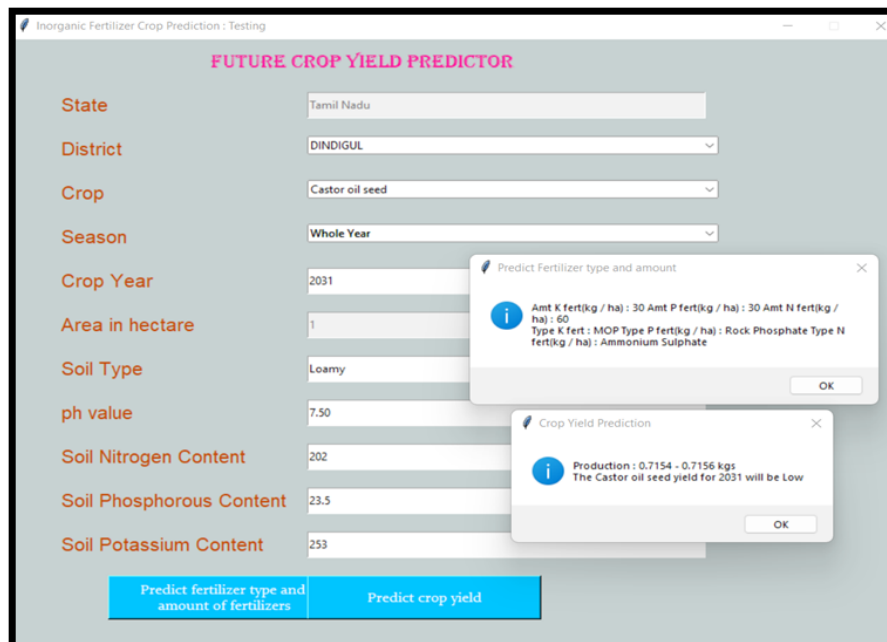 Inorganic Fertilizer Crop Prediction : Testing
FUTURE CROP YIELD PREDICTOR
State
Tamil Nadu
District
DINDIGUL
Crop
Castor oil seed
Season
Whole Year
Crop Year
2031
Area in hectare
1
Soil Type
Loamy
ph value
7.50
Soil Nitrogen Content
202
Soil Phosphorous Content
23.5
Soil Potassium Content
253
Predict fertilizer type and
amount of fertilizers
Predict crop yield
Predict Fertilizer type and amount
Amt K fert(kg / ha) : 30 Amt P fert(kg / ha) : 30 Amt N fert(kg /
ha) : 60
Type K fert : MOP Type P fert(kg / ha) : Rock Phosphate Type N
fert(kg / ha) : Ammonium Sulphate
OK
Crop Yield Prediction
Production : 0.7154 - 0.7156 kgs
The Castor oil seed yield for 2031 will be Low
OK